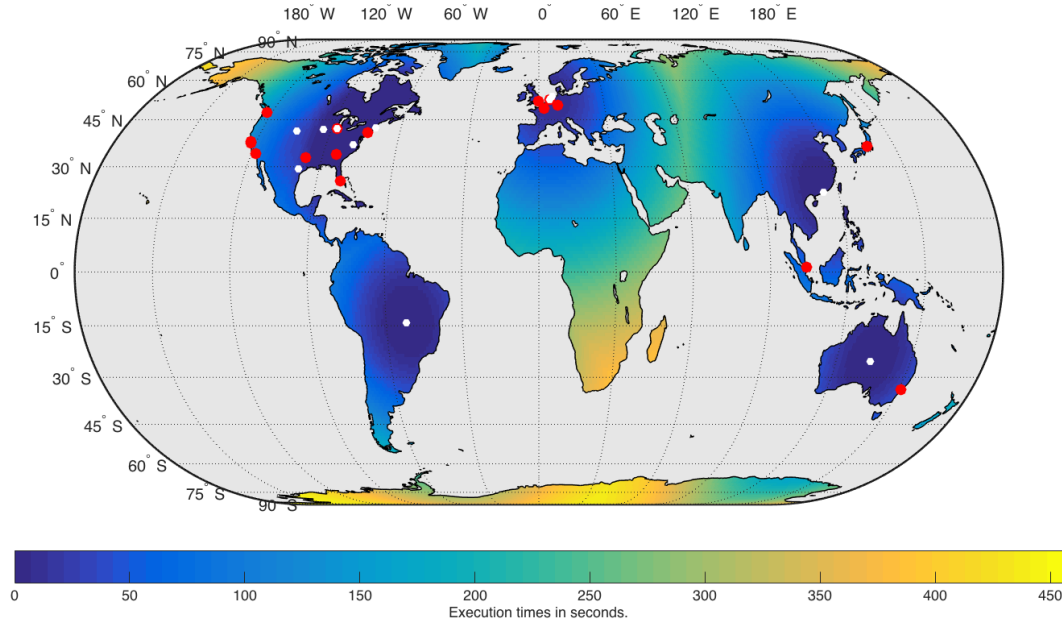 180° W 120° W 60° W 0° 60° E 120° E 180° E
90° N
75° N
60° N
45° N
30° N
15° N
0°
15° S
30° S
45° S
60° S
75° S
90° S
0 50 100 150 200 250 300 350 400 450
Execution times in seconds.